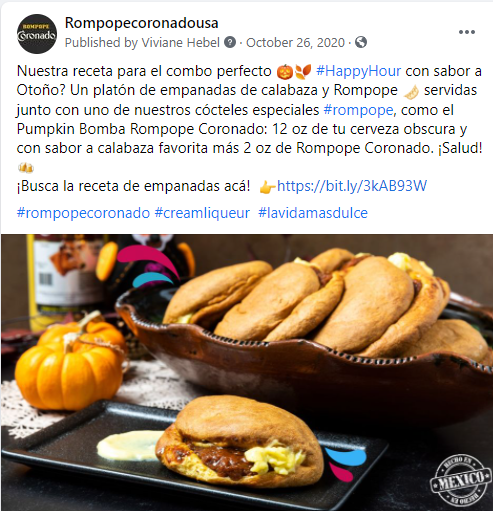 Rompopecoronadousa
Published by Viviane Hebel · October 26, 2020 ·
Nuestra receta para el combo perfecto 🎃🍂 #HappyHour con sabor a
Otoño? Un platón de empanadas de calabaza y Rompope 🥟 servidas
junto con uno de nuestros cócteles especiales #rompope, como el
Pumpkin Bomba Rompope Coronado: 12 oz de tu cerveza obscura y
con sabor a calabaza favorita más 2 oz de Rompope Coronado. ¡Salud!
🍻
¡Busca la receta de empanadas acá! 👉https://bit.ly/3kAB93W
#rompopecoronado #creamliqueur #lavidamasdulce
ROMPOPE
Coronado
HECHO EN
MEXICO
HECHO EN